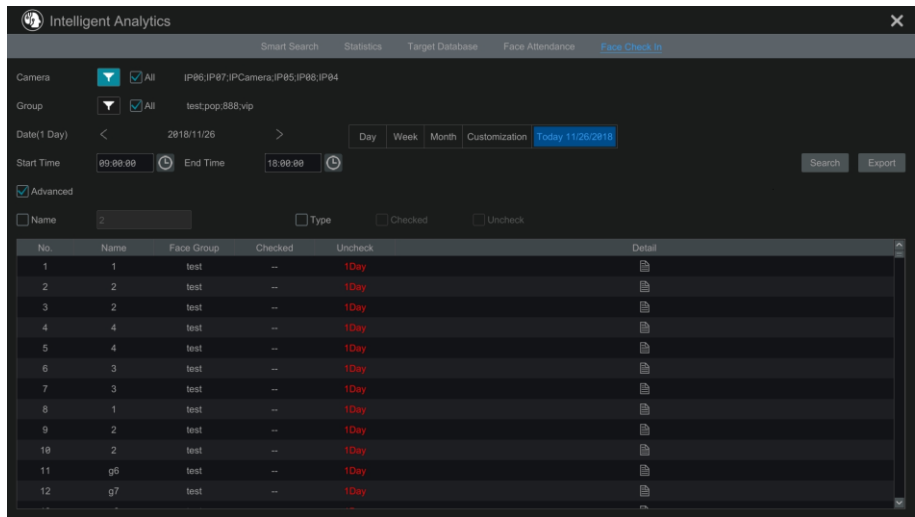 Intelligent Analytics
Smart Search Statistics Target Database Face Attendance Face Check In
Camera All IP06;IP07;IPCamera;IP05;IP08;IP04
Group All test;pop;888;vip
Date(1 Day) < 2018/11/26 > Day Week Month Customization Today 11/26/2018
Start Time 09:00:00 End Time 18:00:00 Search Export
Advanced
Name 2 Type Checked Uncheck
No. Name Face Group Checked Uncheck Detail
1 1 test -- 1Day
2 2 test -- 1Day
3 2 test -- 1Day
4 4 test -- 1Day
5 4 test -- 1Day
6 3 test -- 1Day
7 3 test -- 1Day
8 1 test -- 1Day
9 2 test -- 1Day
10 2 test -- 1Day
11 g6 test -- 1Day
12 g7 test -- 1Day